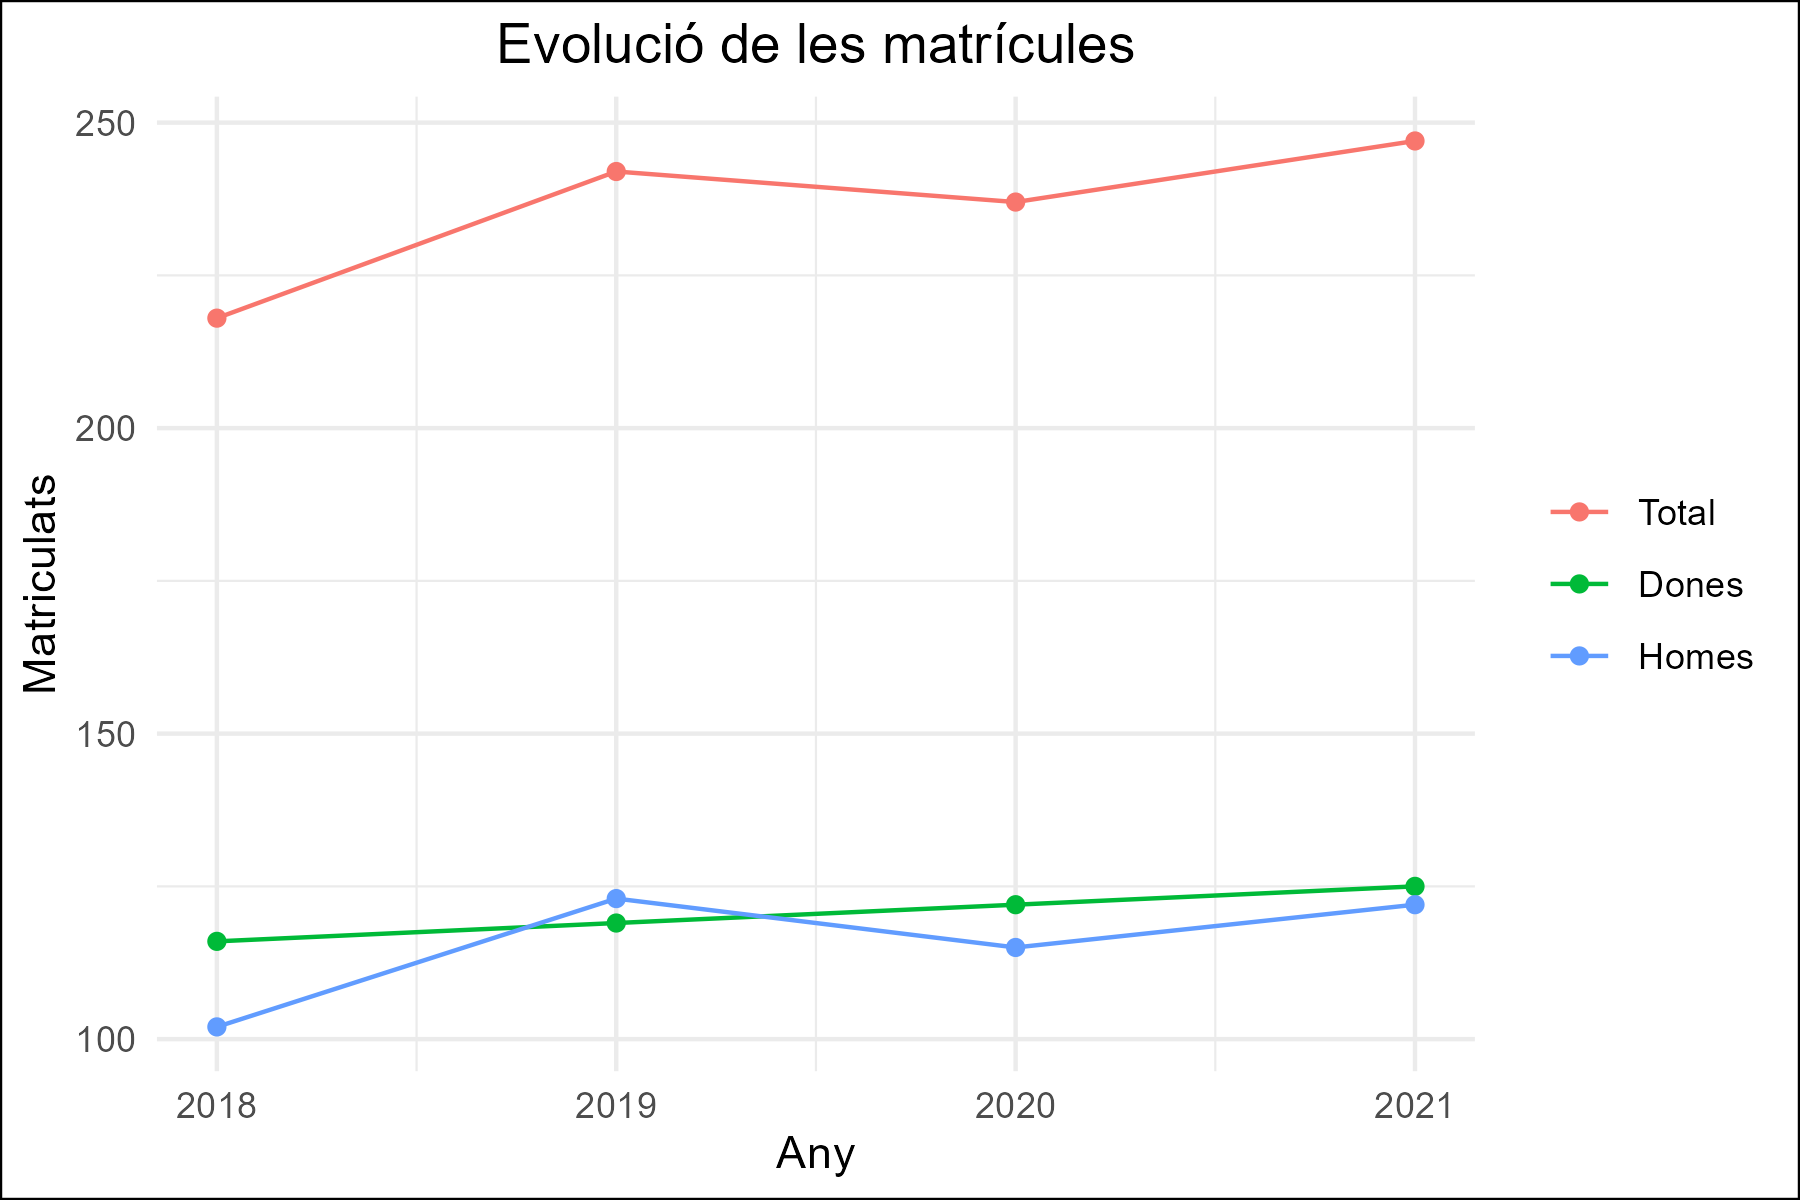 Evolució de les matrícules
250
200
150
100
Matriculats
2018
2019
2020
2021
Any
Total
Dones
Homes